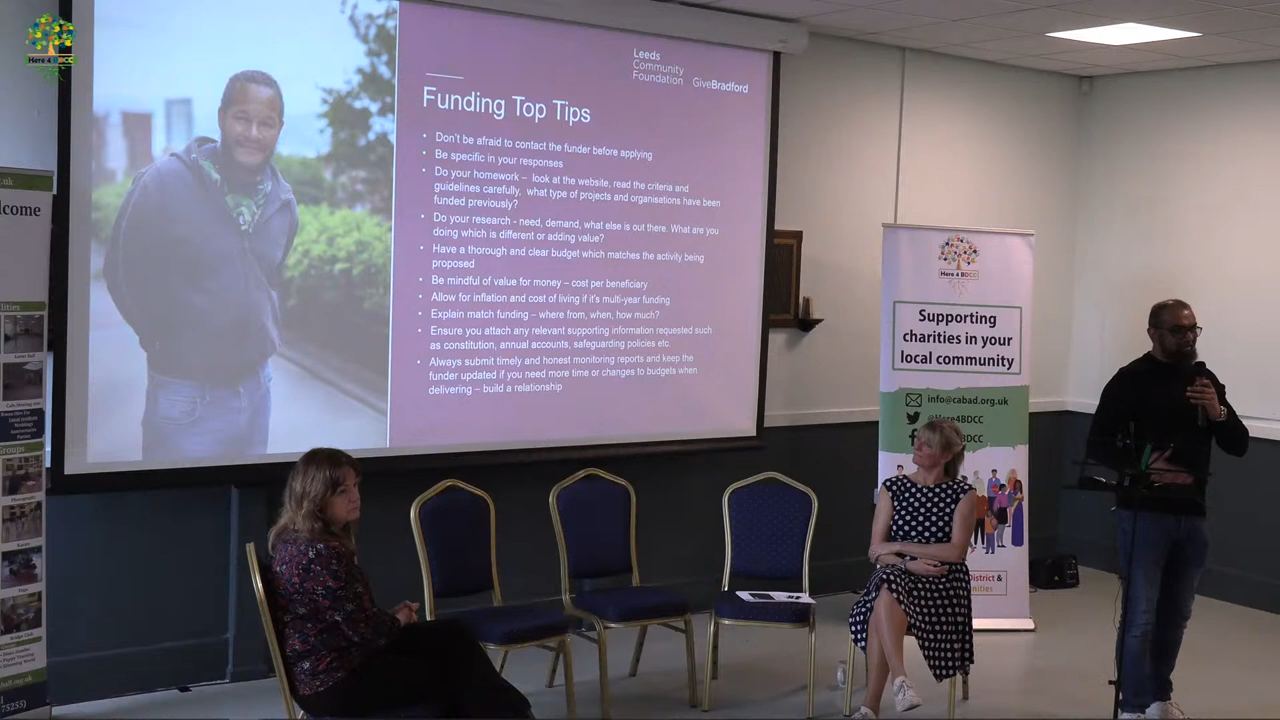 Here 4 BDCC
Leeds
Community
Foundation
GiveBradford
Funding Top Tips
• Don't be afraid to contact the funder before applying
• Be specific in your responses
• Do your homework – look at the website, read the criteria and
guidelines carefully, what type of projects and organisations have been
funded previously?
• Do your research - need, demand, what else is out there. What are you
doing which is different or adding value?
• Have a thorough and clear budget which matches the activity being
proposed
• Be mindful of value for money – cost per beneficiary
• Allow for inflation and cost of living if it's multi-year funding
• Explain match funding – where from, when, how much?
• Ensure you attach any relevant supporting information requested such
as constitution, annual accounts, safeguarding policies etc.
• Always submit timely and honest monitoring reports and keep the
funder updated if you need more time or changes to budgets when
delivering – build a relationship
.uk
lcome
lities
Groups
75255)
Here 4 BDCC
Supporting
charities in your
local community
info@cabad.org.uk
@Here4BDCC
BDCC
District &
nities